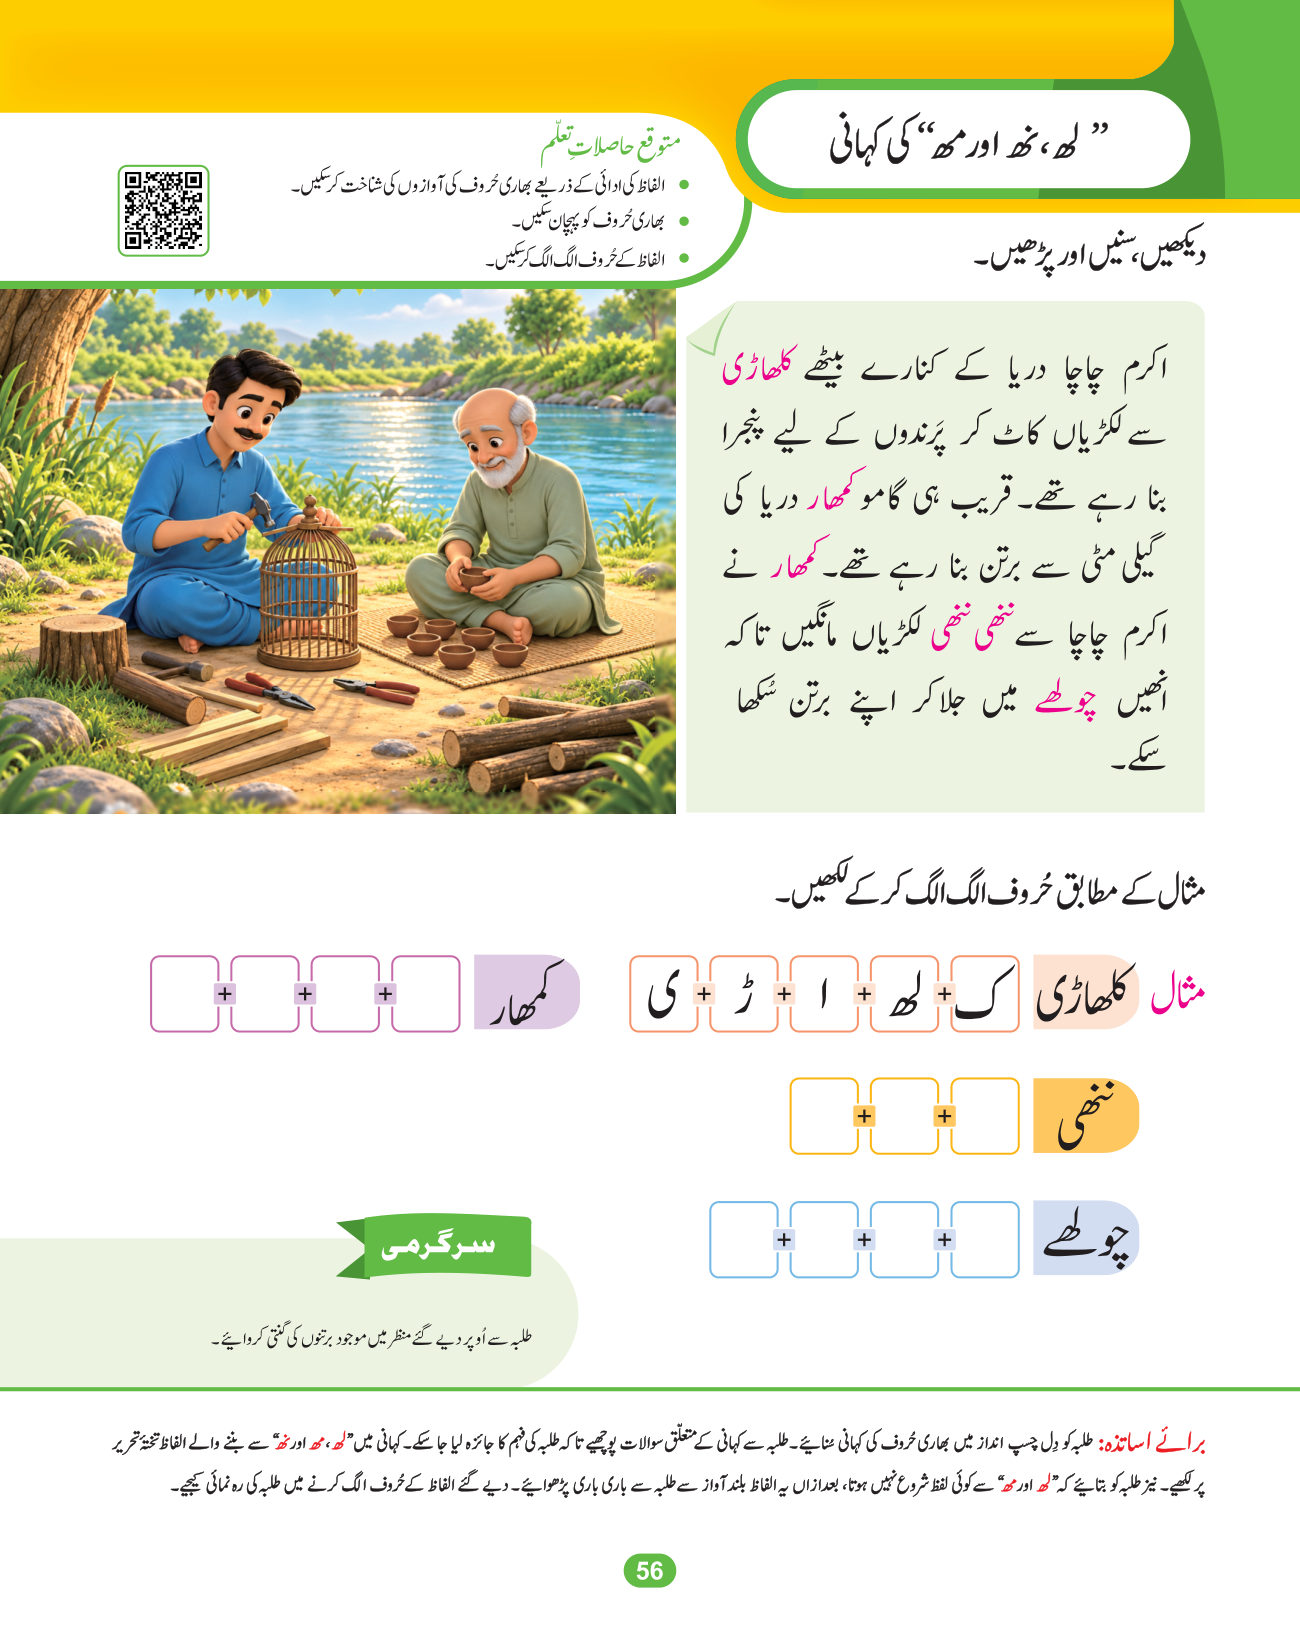 ”لھ، نھ اور مھ“ کی کہانی
متوقع حاصلاتِ تعلّم
● الفاظ کی ادائی کے ذریعے بھاری حُروف کی آوازوں کی شناخت کرسکیں۔
● بھاری حُروف کو پہچان سکیں۔
● الفاظ کے حُروف الگ الگ کرسکیں۔
دیکھیں، سنیں اور پڑھیں۔
اکرم چاچا دریا کے کنارے بیٹھے کلھاڑی
سے لکڑیاں کاٹ کر پَرندوں کے لیے پنجرا
بنا رہے تھے۔ قریب ہی گامو کمھار دریا کی
گیلی مٹی سے برتن بنا رہے تھے۔ کمھار نے
اکرم چاچا سے ننھی ننھی لکڑیاں مانگیں تاکہ
انھیں چولھے میں جلا کر اپنے برتن سُکھا
سکے۔
مثال کے مطابق حُروف الگ الگ کر کے لکھیں۔
مثال کلھاڑی ک + لھ + ا + ڑ + ی
کمھار + + +
ننھی + +
چولھے + + +
سرگرمی
طلبہ سے اُوپر دیے گئے منظر میں موجود برتنوں کی گنتی کروائیے۔
برائے اساتذہ: طلبہ کو دِل چسپ انداز میں بھاری حُروف کی کہانی سُنائیے۔ طلبہ سے کہانی کے متعلّق سوالات پوچھیے تاکہ طلبہ کی فہم کا جائزہ لیا جا سکے۔ کہانی میں ”لھ، مھ اور نھ“ سے بننے والے الفاظ تختۂ تحریر
پر لکھیے۔ نیز طلبہ کو بتائیے کہ ”لھ اور مھ“ سے کوئی لفظ شروع نہیں ہوتا، بعدازاں یہ الفاظ بلند آواز سے طلبہ سے باری باری پڑھوائیے۔ دیے گئے الفاظ کے حُروف الگ کرنے میں طلبہ کی رہ نمائی کیجیے۔
56